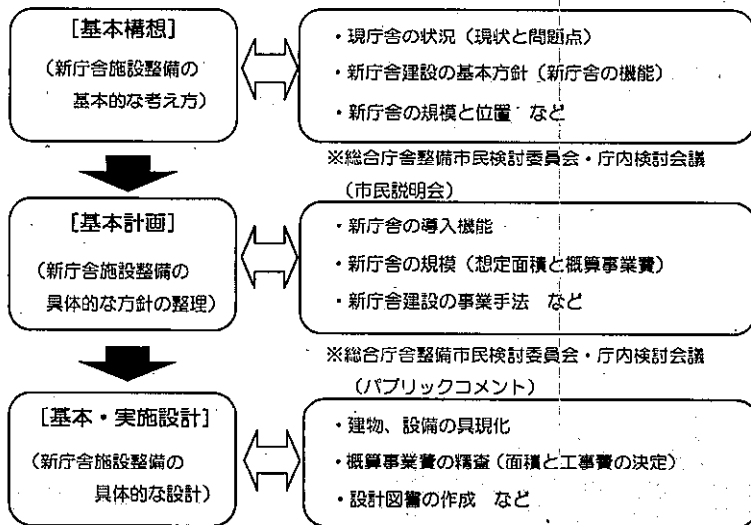 [基本構想]
(新庁舎施設整備の
基本的な考え方)
・現庁舎の状況(現状と問題点)
・新庁舎建設の基本方針(新庁舎の機能)
・新庁舎の規模と位置 など
※総合庁舎整備市民検討委員会・庁内検討会議
(市民説明会)
[基本計画]
(新庁舎施設整備の
具体的な方針の整理)
・新庁舎の導入機能
・新庁舎の規模(想定面積と概算事業費)
・新庁舎建設の事業手法 など
※総合庁舎整備市民検討委員会・庁内検討会議
(パブリックコメント)
[基本・実施設計]
(新庁舎施設整備の
具体的な設計)
・建物、設備の具現化
・概算事業費の精査(面積と工事費の決定)
・設計図書の作成 など